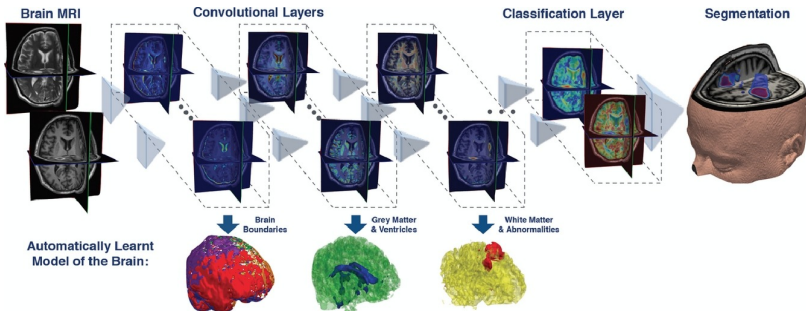 Brain MRI
Convolutional Layers
Classification Layer
Segmentation
Brain
Boundaries
Grey Matter
& Ventricles
White Matter
& Abnormalities
Automatically Learnt
Model of the Brain: